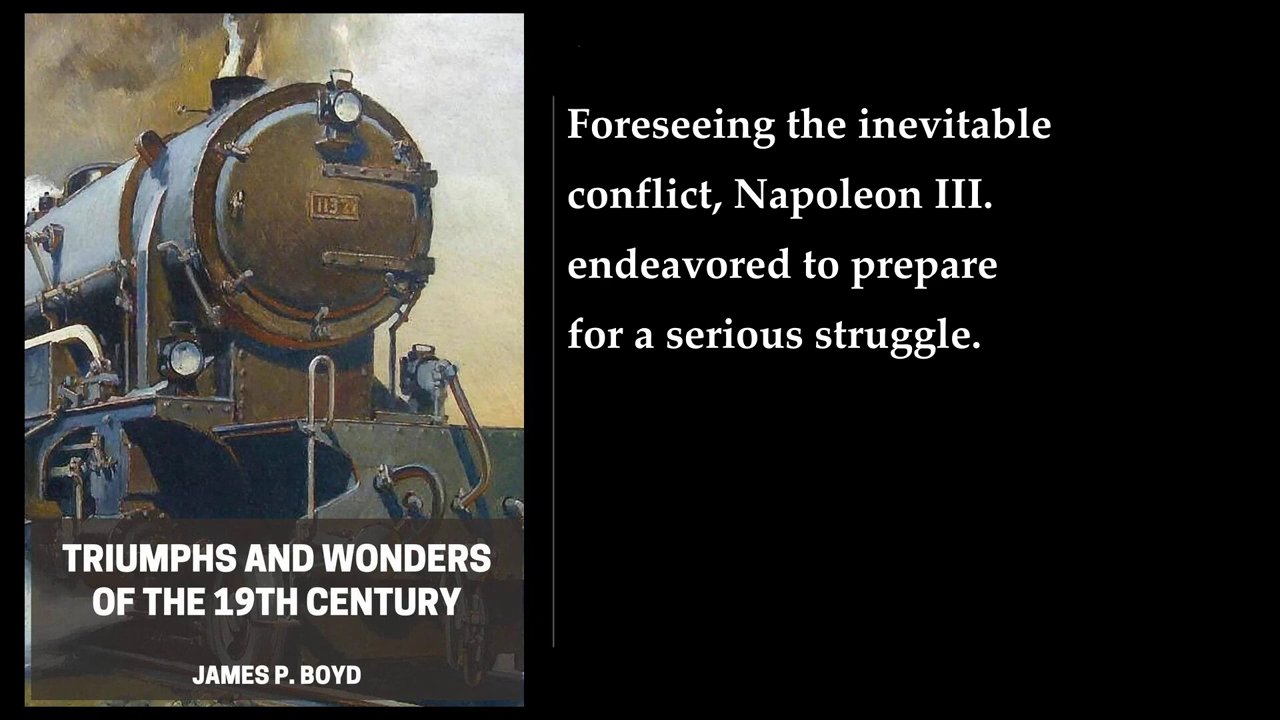 Foreseeing the inevitable
conflict, Napoleon III.
endeavored to prepare
for a serious struggle.
TRIUMPHS AND WONDERS
OF THE 19TH CENTURY
JAMES P. BOYD